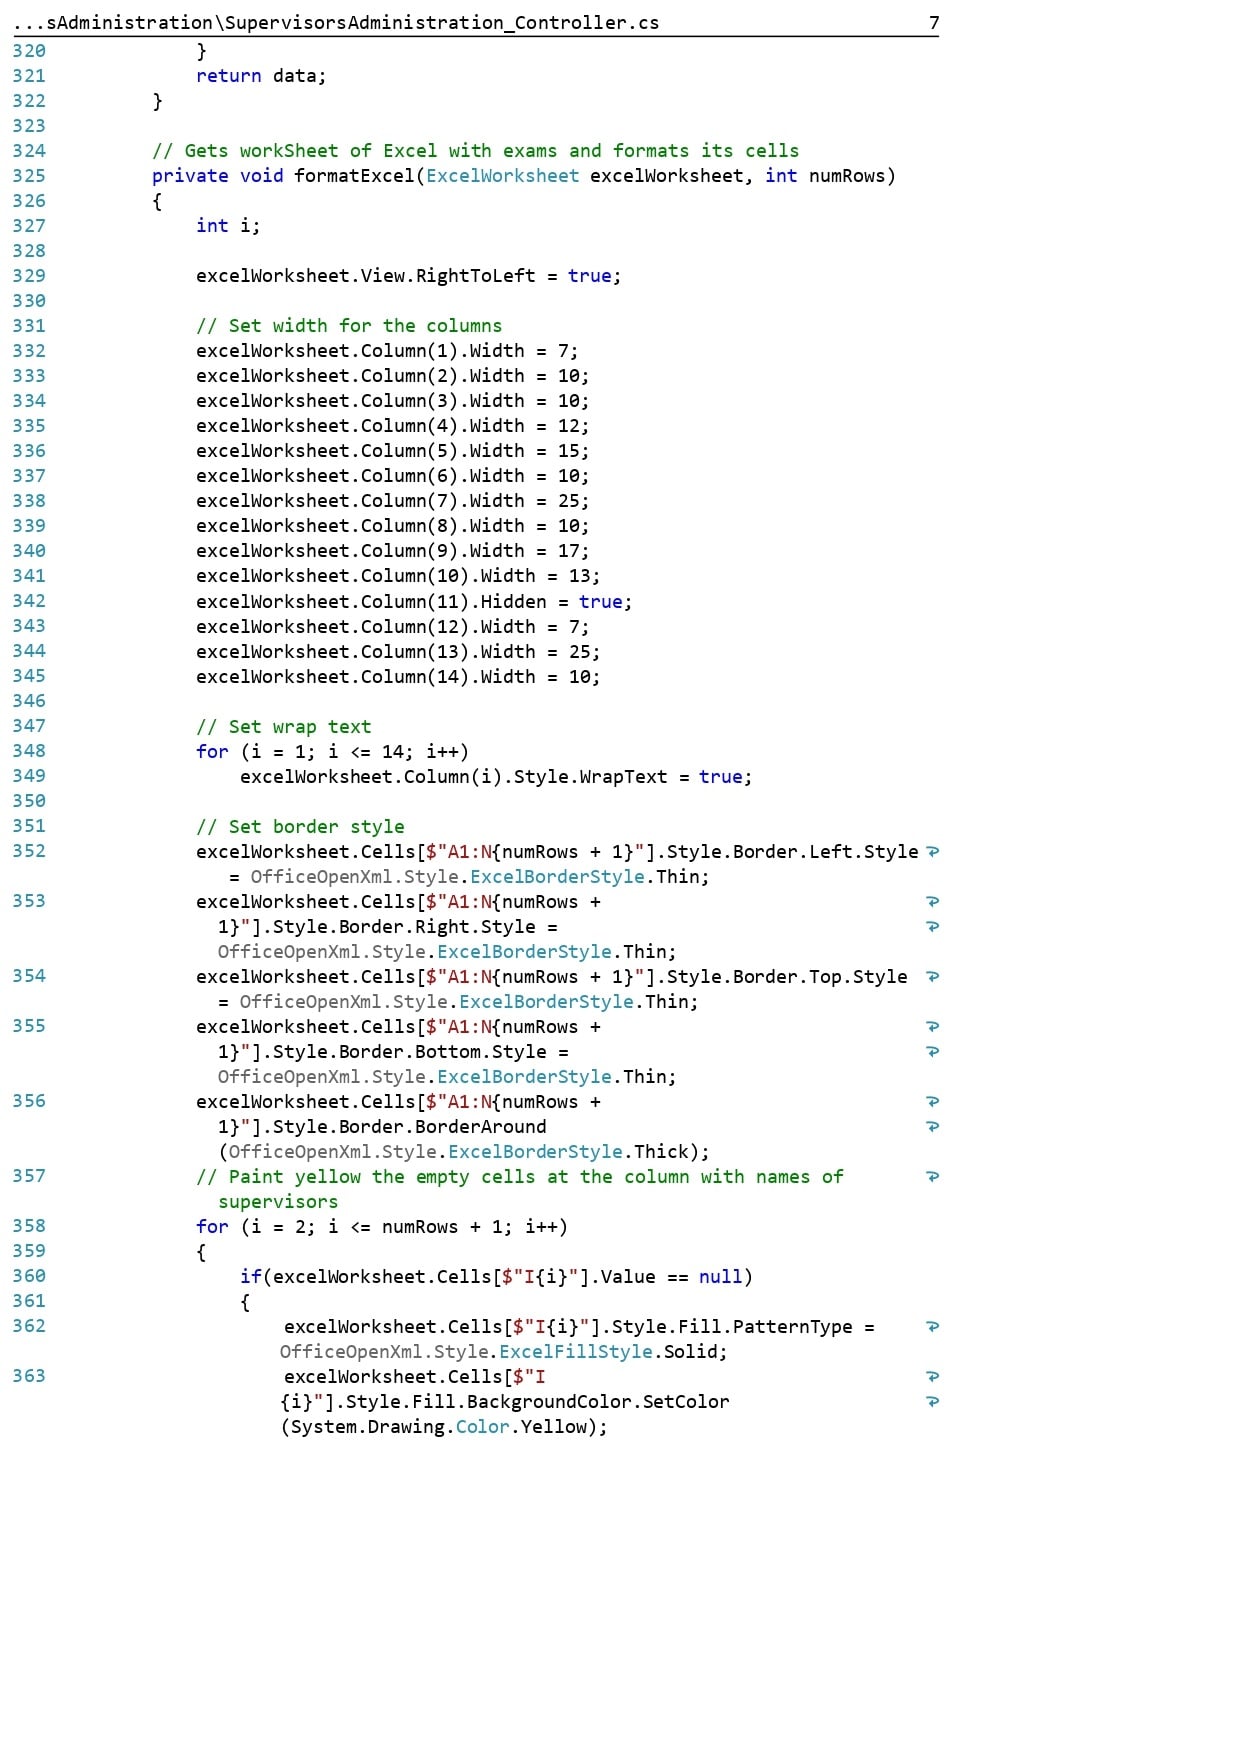 ...sAdministration\SupervisorsAdministration_Controller.cs 7
320 }
321 return data;
322 }
323
324 // Gets workSheet of Excel with exams and formats its cells
325 private void formatExcel(ExcelWorksheet excelWorksheet, int numRows)
326 {
327 int i;
328
329 excelWorksheet.View.RightToLeft = true;
330
331 // Set width for the columns
332 excelWorksheet.Column(1).Width = 7;
333 excelWorksheet.Column(2).Width = 10;
334 excelWorksheet.Column(3).Width = 10;
335 excelWorksheet.Column(4).Width = 12;
336 excelWorksheet.Column(5).Width = 15;
337 excelWorksheet.Column(6).Width = 10;
338 excelWorksheet.Column(7).Width = 25;
339 excelWorksheet.Column(8).Width = 10;
340 excelWorksheet.Column(9).Width = 17;
341 excelWorksheet.Column(10).Width = 13;
342 excelWorksheet.Column(11).Hidden = true;
343 excelWorksheet.Column(12).Width = 7;
344 excelWorksheet.Column(13).Width = 25;
345 excelWorksheet.Column(14).Width = 10;
346
347 // Set wrap text
348 for (i = 1; i <= 14; i++)
349 excelWorksheet.Column(i).Style.WrapText = true;
350
351 // Set border style
352 excelWorksheet.Cells[$"A1:N{numRows + 1}"].Style.Border.Left.Style
= OfficeOpenXml.Style.ExcelBorderStyle.Thin;
353 excelWorksheet.Cells[$"A1:N{numRows +
1}"].Style.Border.Right.Style =
OfficeOpenXml.Style.ExcelBorderStyle.Thin;
354 excelWorksheet.Cells[$"A1:N{numRows + 1}"].Style.Border.Top.Style
= OfficeOpenXml.Style.ExcelBorderStyle.Thin;
355 excelWorksheet.Cells[$"A1:N{numRows +
1}"].Style.Border.Bottom.Style =
OfficeOpenXml.Style.ExcelBorderStyle.Thin;
356 excelWorksheet.Cells[$"A1:N{numRows +
1}"].Style.Border.BorderAround
(OfficeOpenXml.Style.ExcelBorderStyle.Thick);
357 // Paint yellow the empty cells at the column with names of
supervisors
358 for (i = 2; i <= numRows + 1; i++)
359 {
360 if(excelWorksheet.Cells[$"I{i}"].Value == null)
361 {
362 excelWorksheet.Cells[$"I{i}"].Style.Fill.PatternType =
OfficeOpenXml.Style.ExcelFillStyle.Solid;
363 excelWorksheet.Cells[$"I
{i}"].Style.Fill.BackgroundColor.SetColor
(System.Drawing.Color.Yellow);